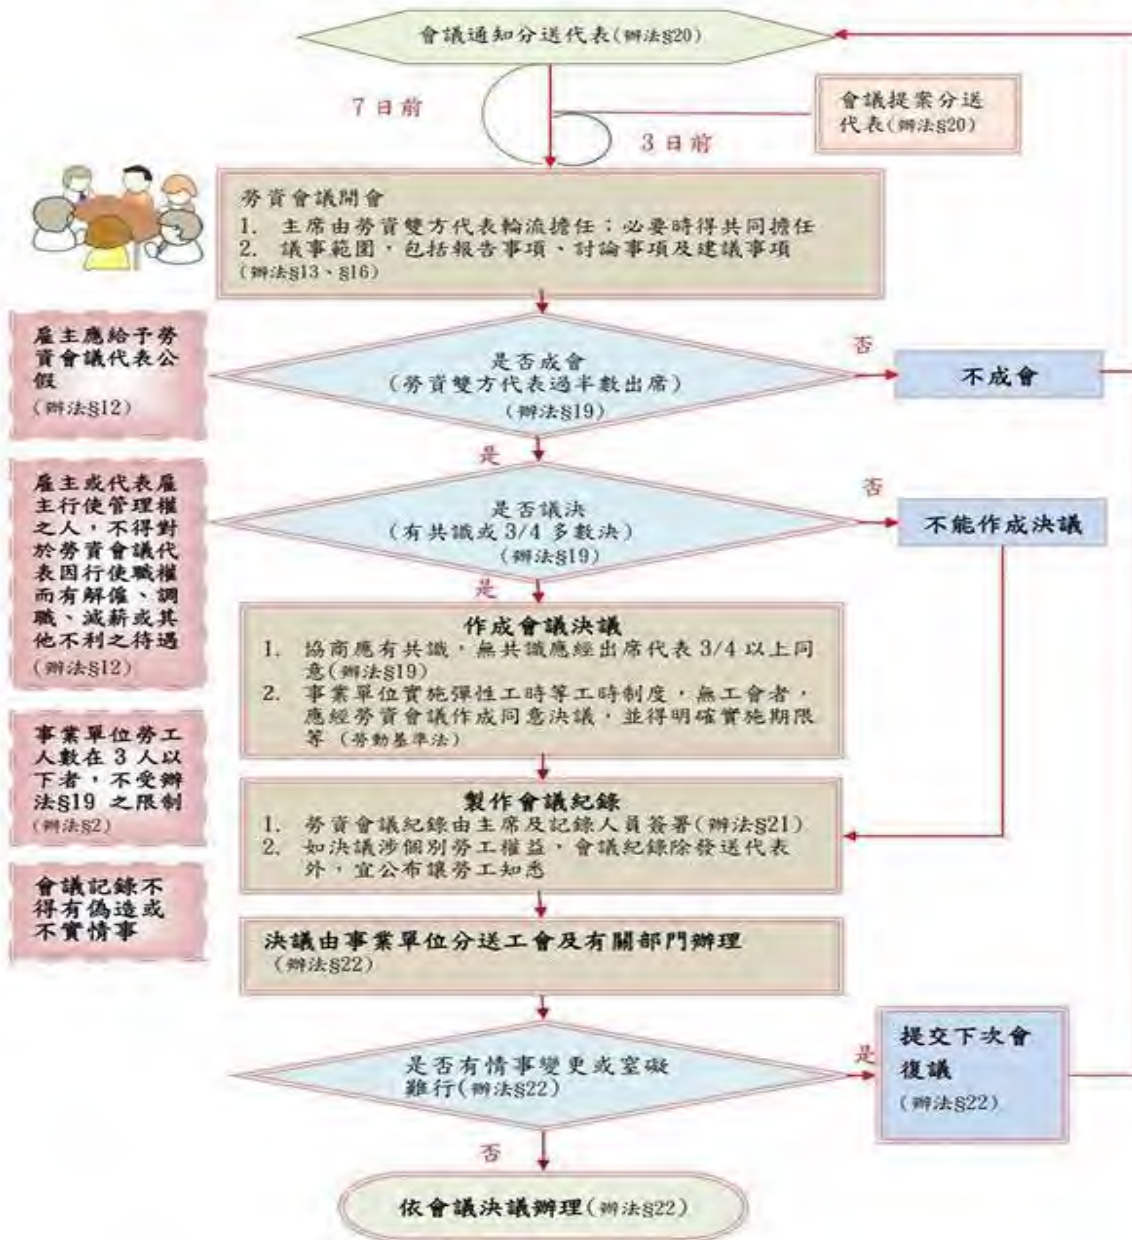 會議通知分送代表(辦法§20)
7 日前
會議提案分送
代表(辦法§20)
3 日前
勞資會議開會
1. 主席由勞資雙方代表輪流擔任；必要時得共同擔任
2. 議事範圍，包括報告事項、討論事項及建議事項
(辦法§13、§16)
雇主應給予勞
資會議代表公
假
(辦法§12)
是否成會
(勞資雙方代表過半數出席)
(辦法§19)
否
不成會
是
雇主或代表雇
主行使管理權
之人，不得對
於勞資會議代
表因行使職權
而有解僱、調
職、減薪或其
他不利之待遇
(辦法§12)
是否議決
(有共識或 3/4 多數決)
(辦法§19)
否
不能作成決議
是
作成會議決議
1. 協商應有共識，無共識應經出席代表 3/4 以上同
意(辦法§19)
2. 事業單位實施彈性工時等工時制度，無工會者，
應經勞資會議作成同意決議，並得明確實施期限
等 (勞動基準法)
事業單位勞工
人數在 3 人以
下者，不受辦
法§19 之限制
(辦法§2)
製作會議紀錄
1. 勞資會議紀錄由主席及記錄人員簽署(辦法§21)
2. 如決議涉個別勞工權益，會議紀錄除發送代表
外，宜公布讓勞工知悉
會議記錄不
得有偽造或
不實情事
決議由事業單位分送工會及有關部門辦理
(辦法§22)
是否有情事變更或窒礙
難行(辦法§22)
是
提交下次會
復議
(辦法§22)
否
依會議決議辦理(辦法§22)